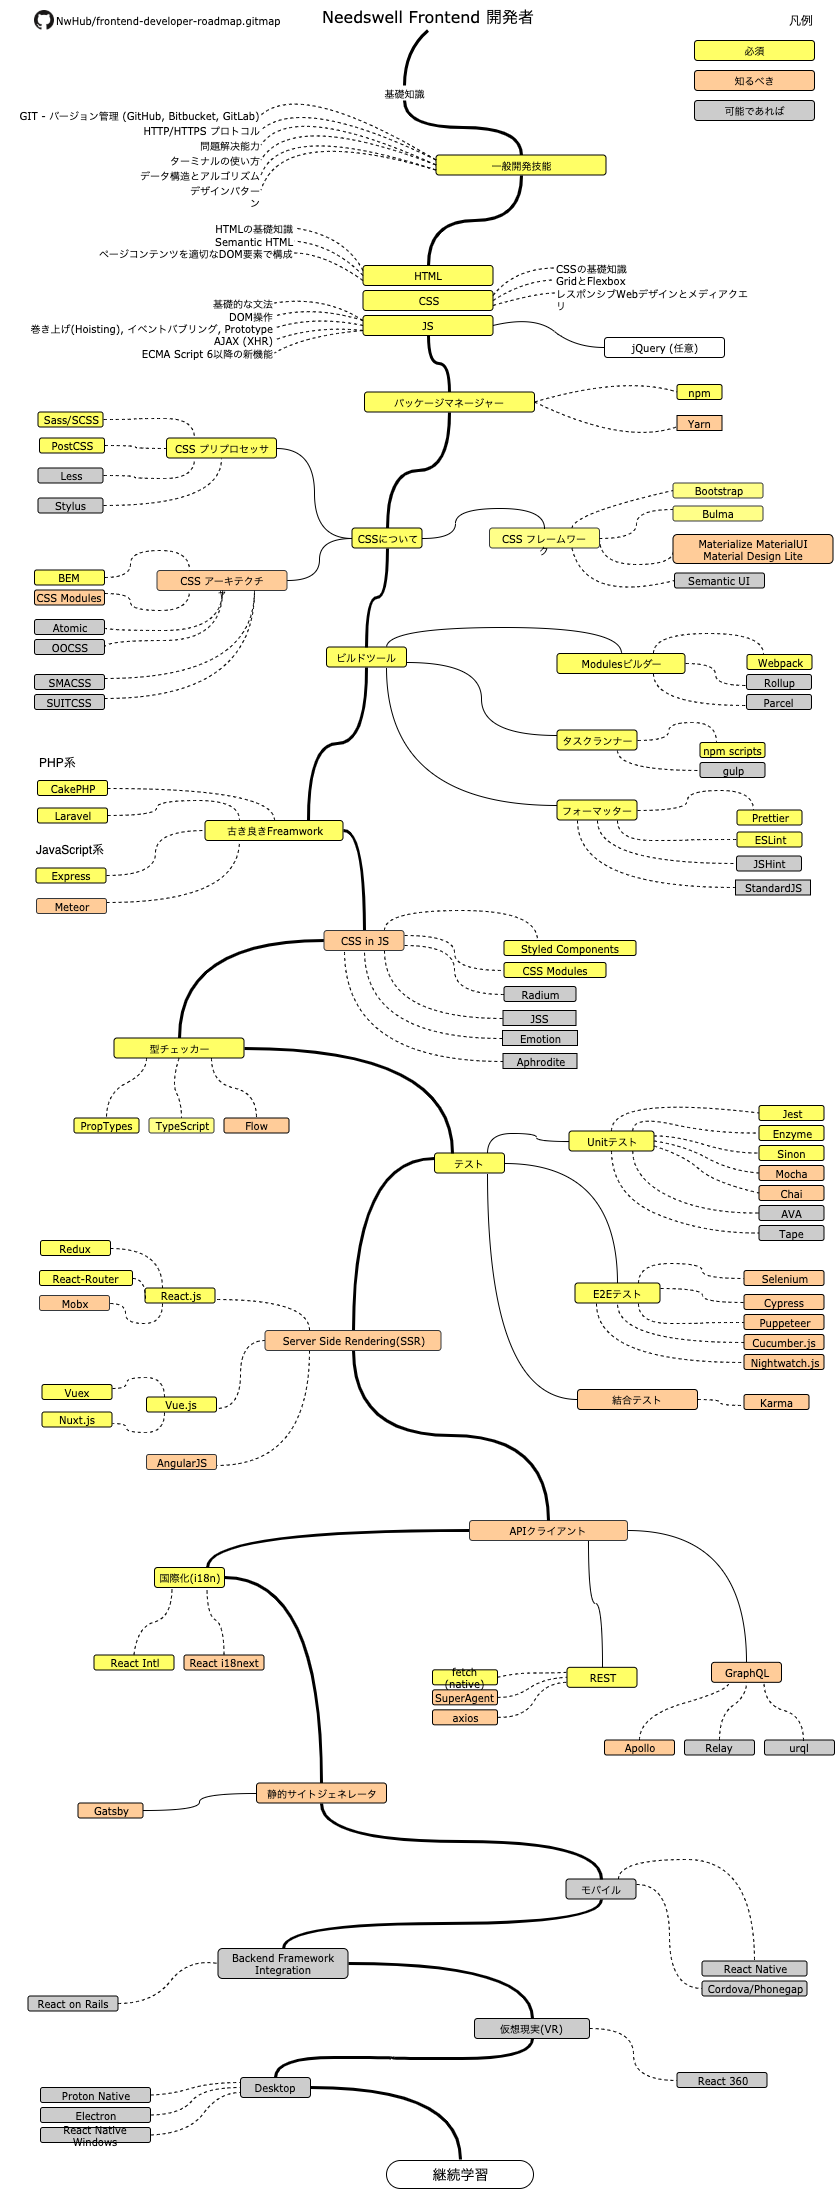 NwHub/frontend-developer-roadmap.gitmap
Needswell Frontend 開発者
凡例
必須
知るべき
可能であれば
基礎知識
GIT - バージョン管理 (GitHub, Bitbucket, GitLab)
HTTP/HTTPS プロトコル
問題解決能力
ターミナルの使い方
データ構造とアルゴリズム
デザインパター
ン
一般開発技能
HTMLの基礎知識
Semantic HTML
ページコンテンツを適切なDOM要素で構成
HTML
CSS
JS
CSSの基礎知識
GridとFlexbox
レスポンシブWebデザインとメディアクエ
リ
基礎的な文法
DOM操作
巻き上げ(Hoisting), イベントバブリング, Prototype
AJAX (XHR)
ECMA Script 6以降の新機能
jQuery (任意)
パッケージマネージャー
npm
Yarn
Sass/SCSS
PostCSS
Less
Stylus
CSS プリプロセッサ
CSSについて
CSS フレームワー
ク
Bootstrap
Bulma
Materialize MaterialUI
Material Design Lite
Semantic UI
BEM
CSS Modules
Atomic
OOCSS
SMACSS
SUITCSS
CSS アーキテクチ
ャ
ビルドツール
Modulesビルダー
Webpack
Rollup
Parcel
タスクランナー
npm scripts
gulp
フォーマッター
Prettier
ESLint
JSHint
StandardJS
PHP系
CakePHP
Laravel
古き良きFreamwork
JavaScript系
Express
Meteor
CSS in JS
Styled Components
CSS Modules
Radium
JSS
Emotion
Aphrodite
型チェッカー
PropTypes
TypeScript
Flow
テスト
Unitテスト
Jest
Enzyme
Sinon
Mocha
Chai
AVA
Tape
E2Eテスト
Selenium
Cypress
Puppeteer
Cucumber.js
Nightwatch.js
結合テスト
Karma
Redux
React-Router
Mobx
React.js
Server Side Rendering(SSR)
Vuex
Nuxt.js
Vue.js
AngularJS
APIクライアント
国際化(i18n)
React Intl
React i18next
fetch
(native)
SuperAgent
axios
REST
GraphQL
Apollo
Relay
urql
静的サイトジェネレータ
Gatsby
モバイル
React Native
Cordova/Phonegap
Backend Framework
Integration
React on Rails
仮想現実(VR)
React 360
Desktop
Proton Native
Electron
React Native
Windows
継続学習